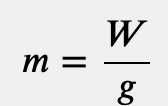 m = W/g